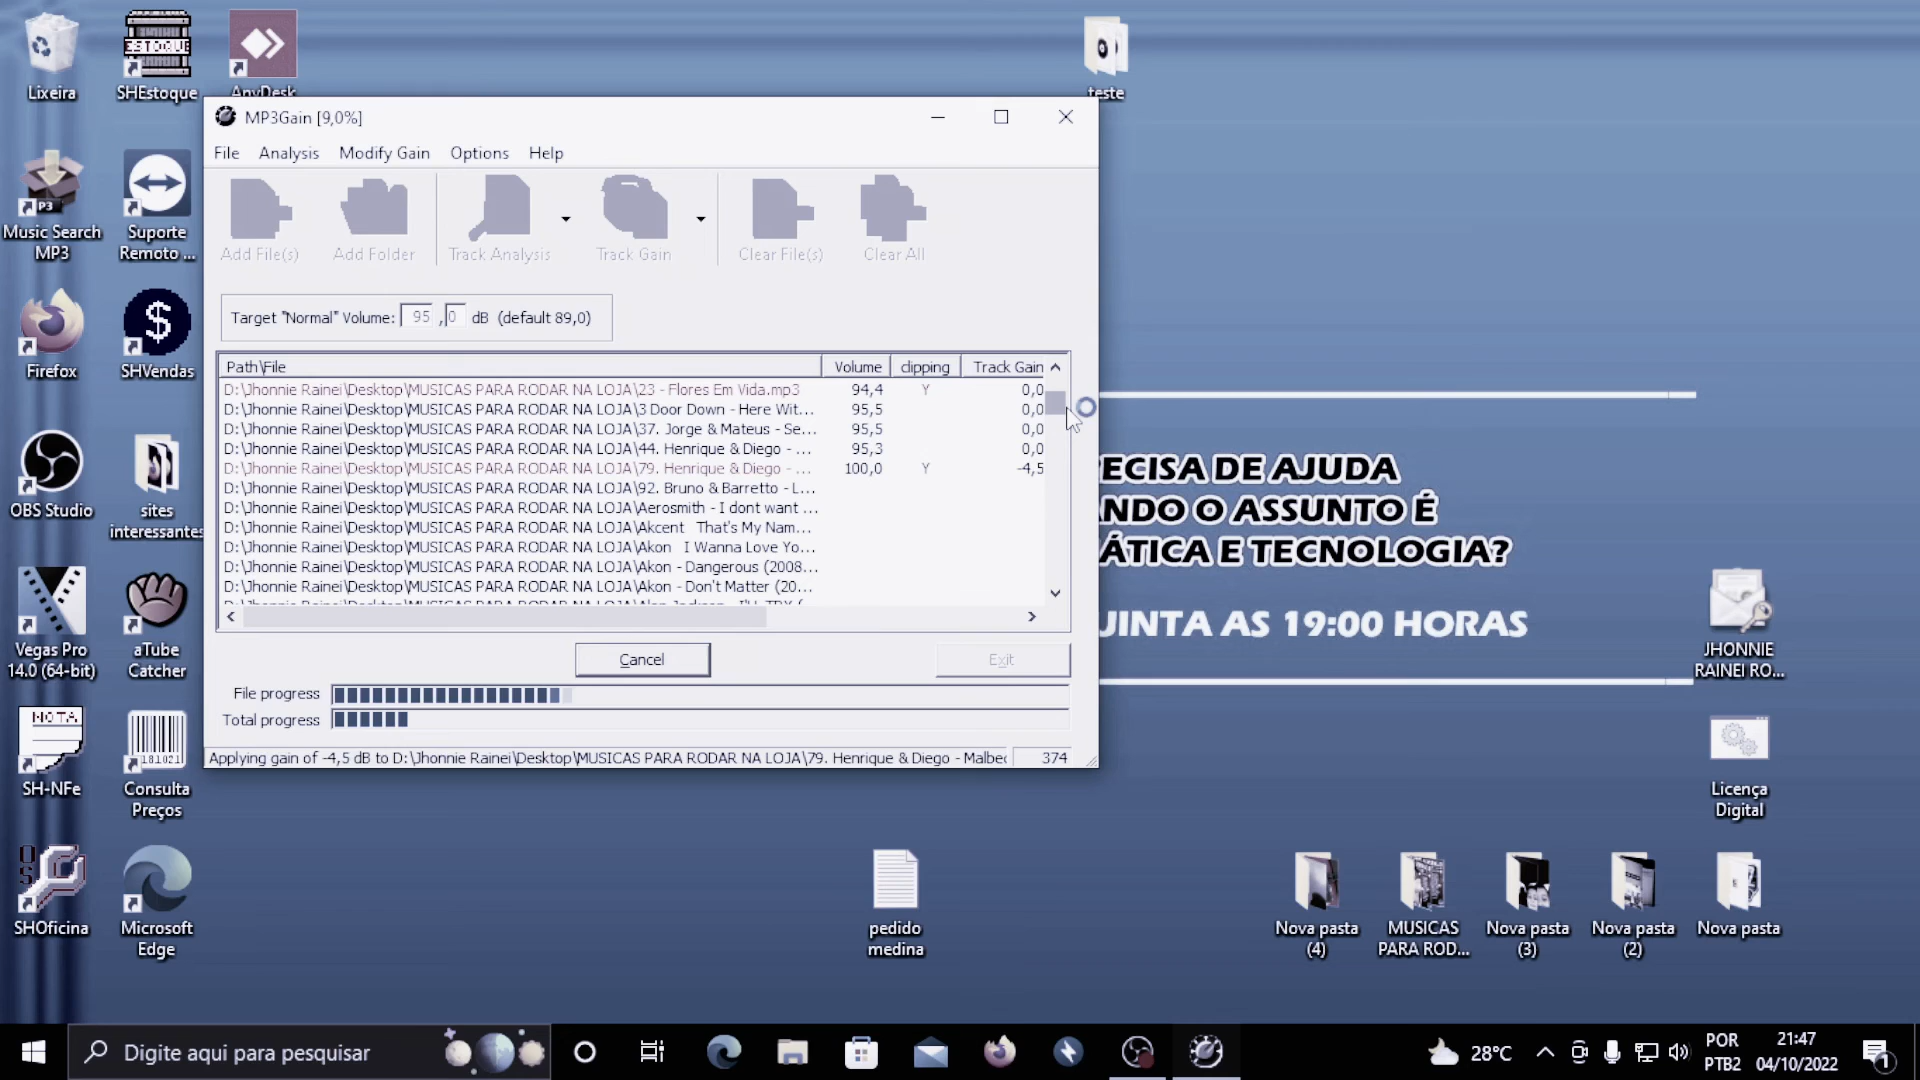 Lixeira
SHEstoque
AnyDesk
teste
MP3Gain [9,0%]
File Analysis Modify Gain Options Help
Add File(s) Add Folder Track Analysis Track Gain Clear File(s) Clear All
Music Search
MP3
Suporte
Remoto ...
Target "Normal" Volume: 95 ,0 dB (default 89,0)
Firefox
SHVendas
Path\File Volume clipping Track Gain
D:\Jhonnie Rainei\Desktop\MUSICAS PARA RODAR NA LOJA\23 - Flores Em Vida.mp3 94,4 Y 0,0
D:\Jhonnie Rainei\Desktop\MUSICAS PARA RODAR NA LOJA\3 Door Down - Here Wit... 95,5 0,0
D:\Jhonnie Rainei\Desktop\MUSICAS PARA RODAR NA LOJA\37. Jorge & Mateus - Se... 95,5 0,0
D:\Jhonnie Rainei\Desktop\MUSICAS PARA RODAR NA LOJA\44. Henrique & Diego - ... 95,3 0,0
D:\Jhonnie Rainei\Desktop\MUSICAS PARA RODAR NA LOJA\79. Henrique & Diego - ... 100,0 Y -4,5
D:\Jhonnie Rainei\Desktop\MUSICAS PARA RODAR NA LOJA\92. Bruno & Barretto - L...
D:\Jhonnie Rainei\Desktop\MUSICAS PARA RODAR NA LOJA\Aerosmith - I dont want ...
D:\Jhonnie Rainei\Desktop\MUSICAS PARA RODAR NA LOJA\Akcent That's My Nam...
D:\Jhonnie Rainei\Desktop\MUSICAS PARA RODAR NA LOJA\Akon I Wanna Love Yo...
D:\Jhonnie Rainei\Desktop\MUSICAS PARA RODAR NA LOJA\Akon - Dangerous (2008...
D:\Jhonnie Rainei\Desktop\MUSICAS PARA RODAR NA LOJA\Akon - Don't Matter (20...
ECISA DE AJUDA
ANDO O ASSUNTO É
ÁTICA E TECNOLOGIA?
UINTA AS 19:00 HORAS
OBS Studio
sites
interessantes
Cancel Exit
File progress
Total progress
Applying gain of -4,5 dB to D:\Jhonnie Rainei\Desktop\MUSICAS PARA RODAR NA LOJA\79. Henrique & Diego - Malbec 374
Vegas Pro
14.0 (64-bit)
aTube
Catcher
JHONNIE
RAINEI RO...
SH-NFe
Consulta
Preços
Licença
Digital
SHOficina
Microsoft
Edge
pedido
medina
Nova pasta
(4)
MUSICAS
PARA ROD...
Nova pasta
(3)
Nova pasta
(2)
Nova pasta
ESTOQUE
P3
NOTA
181021
OS
Digite aqui para pesquisar
28°C
POR
PTB2
21:47
04/10/2022
1